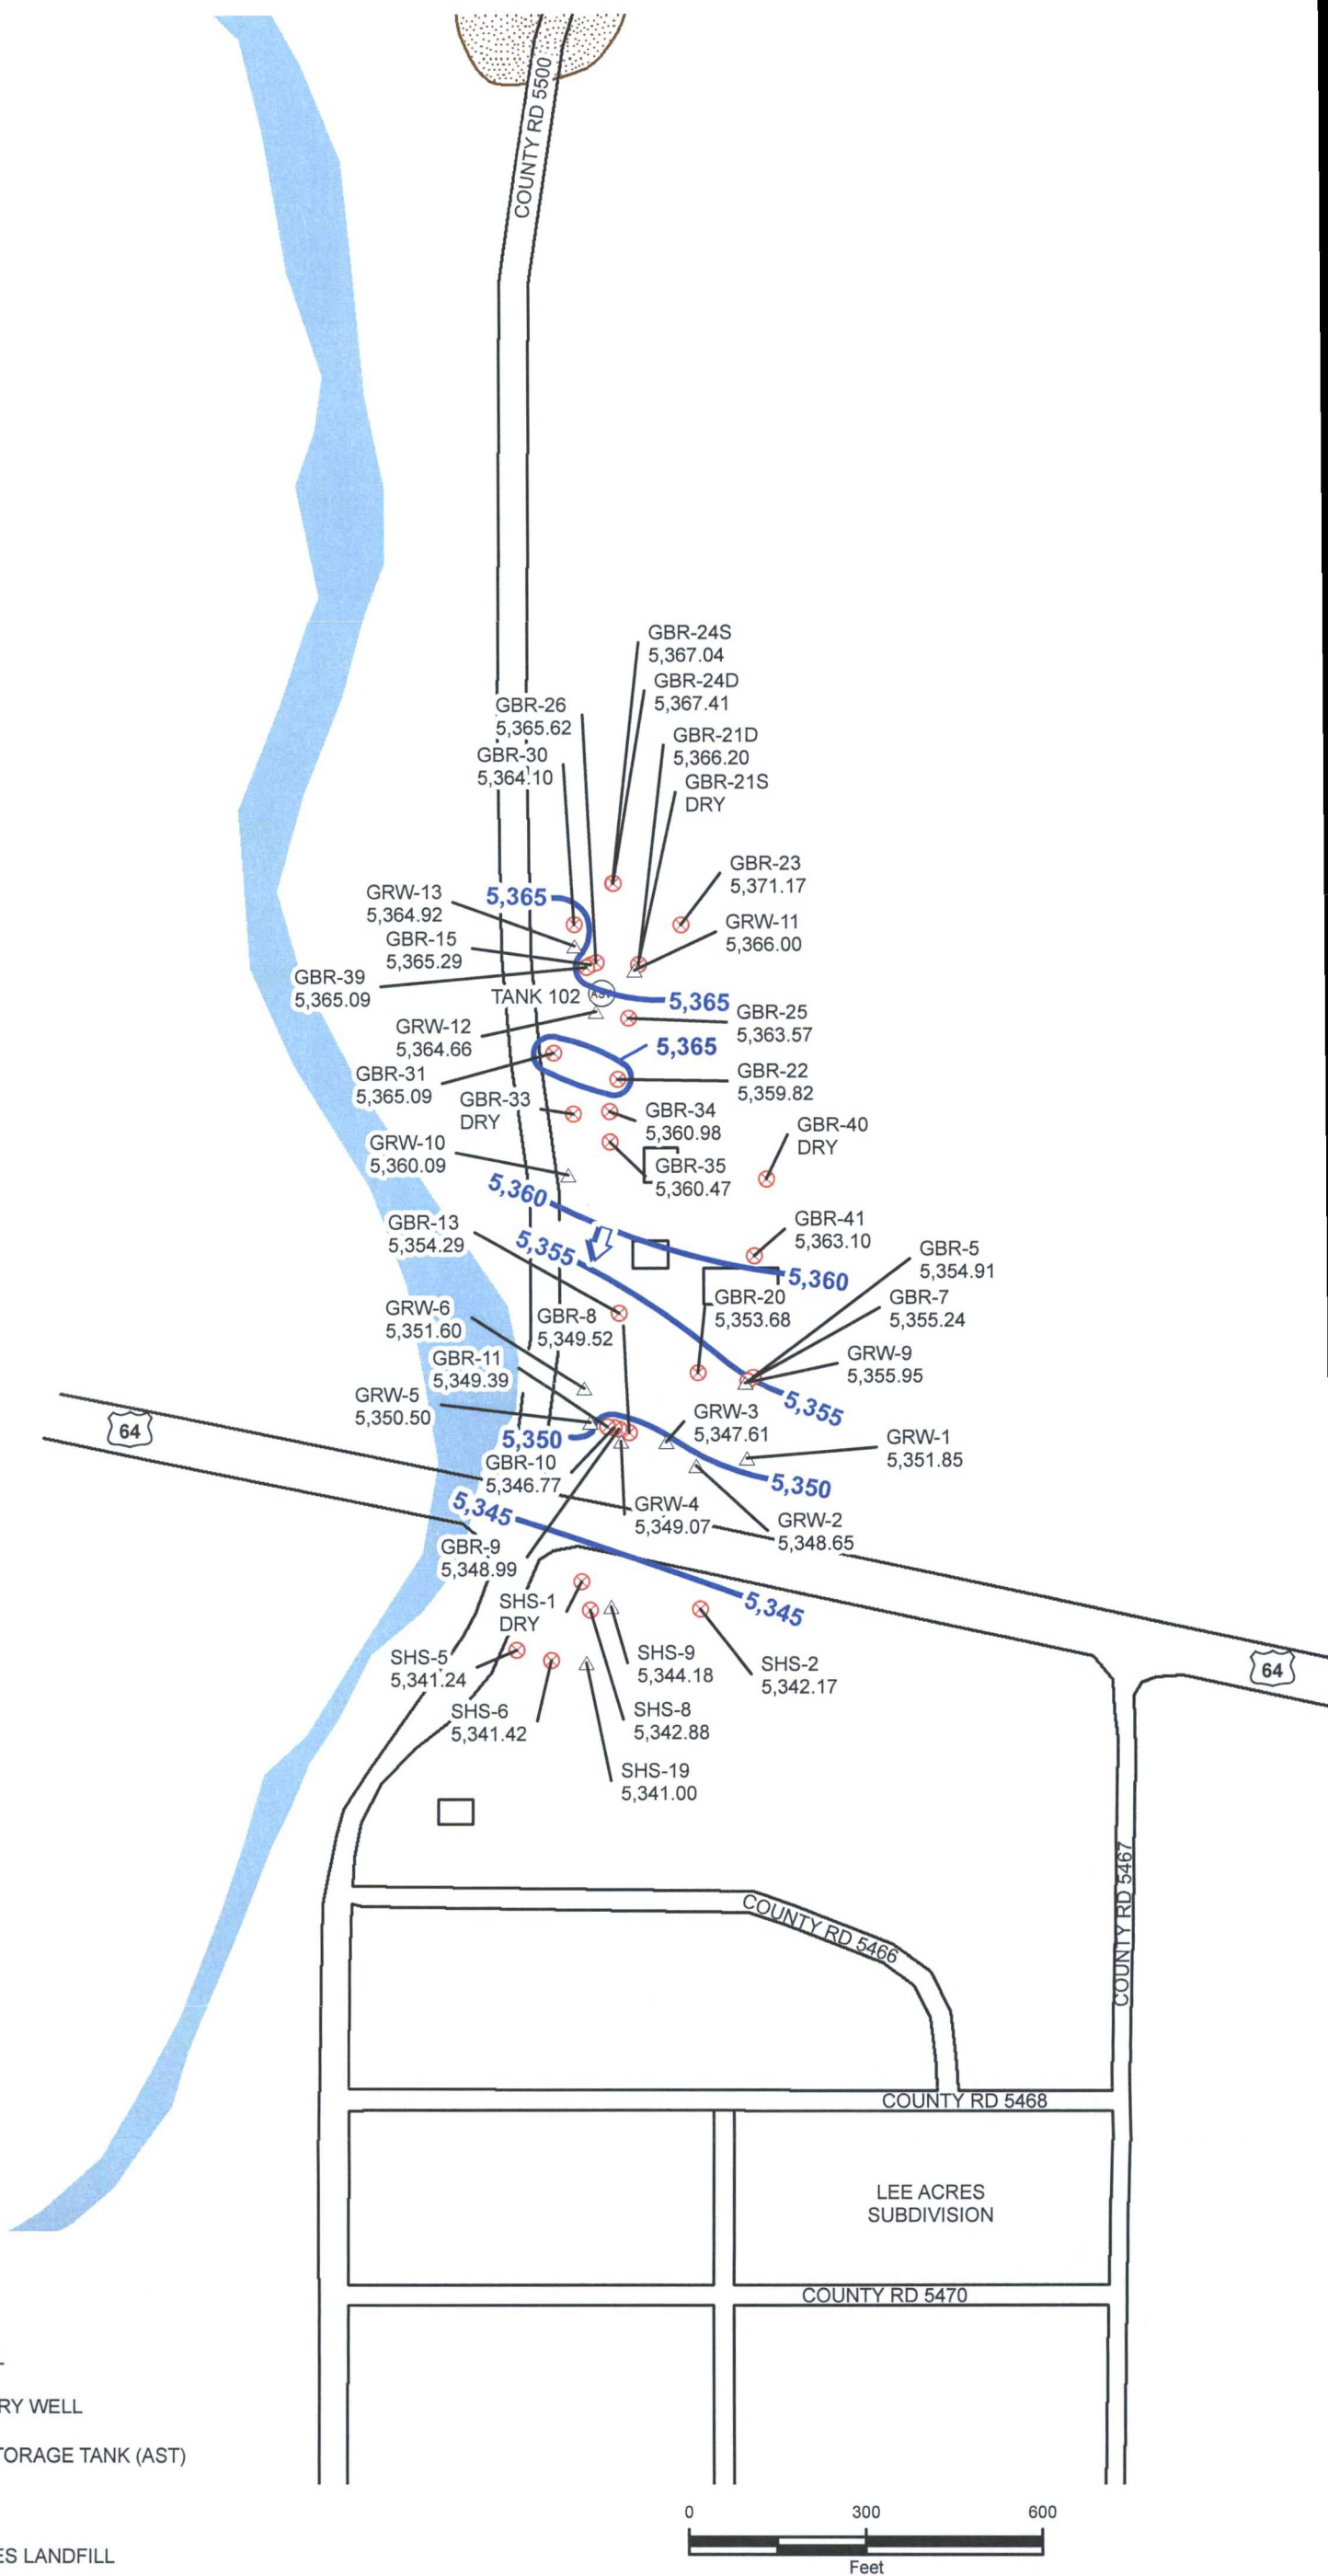 COUNTY RD 5500
GBR-24S
5,367.04
GBR-24D
5,367.41
GBR-26
5,365.62
GBR-21D
5,366.20
GBR-30
5,364.10
GBR-21S
DRY
GBR-23
5,371.17
GRW-13
5,364.92
5,365
GRW-11
5,366.00
GBR-15
5,365.29
GBR-39
5,365.09
TANK 102
AST
5,365
GBR-25
5,363.57
GRW-12
5,364.66
5,365
GBR-31
5,365.09
GBR-22
5,359.82
GBR-33
DRY
GBR-34
5,360.98
GBR-40
DRY
GRW-10
5,360.09
GBR-35
5,360.47
5,360
GBR-13
5,354.29
GBR-41
5,363.10
5,355
GBR-5
5,354.91
5,360
GBR-20
5,353.68
GBR-7
5,355.24
GRW-6
5,351.60
GBR-8
5,349.52
GBR-11
5,349.39
GRW-9
5,355.95
GRW-5
5,350.50
5,355
GRW-3
5,347.61
64
5,350
GRW-1
5,351.85
GBR-10
5,346.77
5,350
5,345
GRW-4
5,349.07
GRW-2
5,348.65
GBR-9
5,348.99
SHS-1
DRY
5,345
SHS-5
5,341.24
SHS-9
5,344.18
SHS-2
5,342.17
64
SHS-6
5,341.42
SHS-8
5,342.88
SHS-19
5,341.00
COUNTY RD 5467
COUNTY RD 5466
COUNTY RD 5468
LEE ACRES
SUBDIVISION
COUNTY RD 5470
RY WELL
TORAGE TANK (AST)
0 300 600
Feet
ES LANDFILL